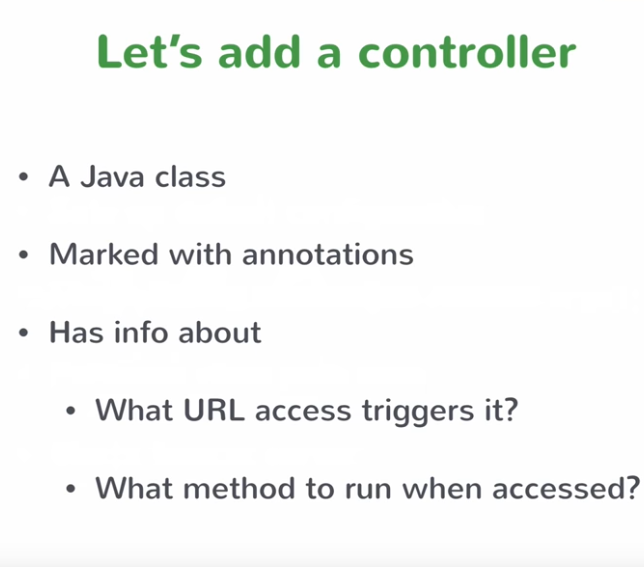 Let's add a controller
• A Java class
• Marked with annotations
• Has info about
• What URL access triggers it?
• What method to run when accessed?